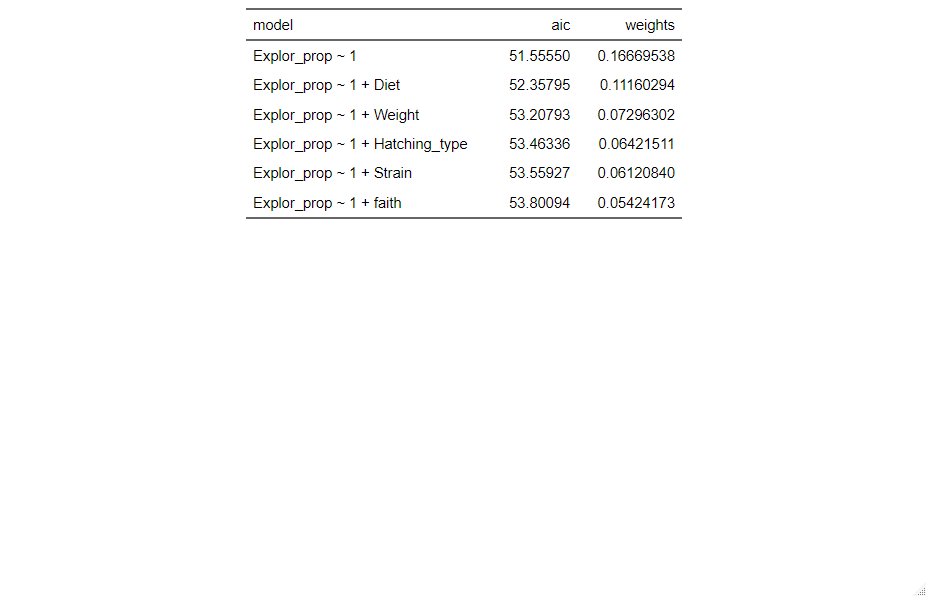 model aic weights
Explor_prop ~ 1 51.55550 0.16669538
Explor_prop ~ 1 + Diet 52.35795 0.11160294
Explor_prop ~ 1 + Weight 53.20793 0.07296302
Explor_prop ~ 1 + Hatching_type 53.46336 0.06421511
Explor_prop ~ 1 + Strain 53.55927 0.06120840
Explor_prop ~ 1 + faith 53.80094 0.05424173